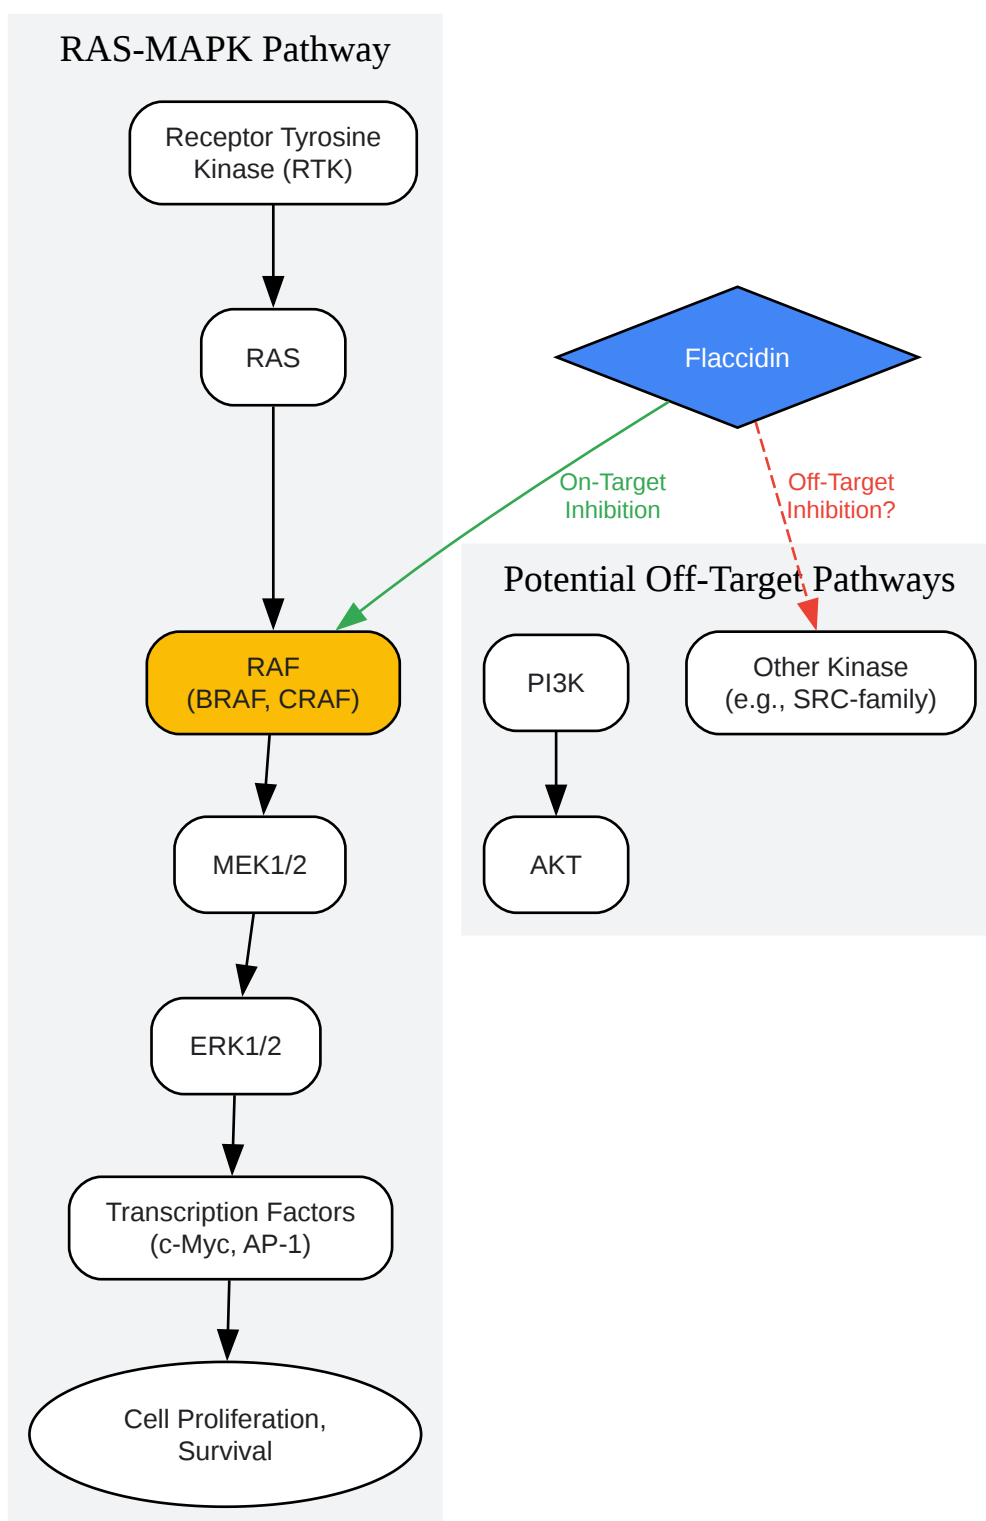 RAS-MAPK Pathway
Receptor Tyrosine
Kinase (RTK)
RAS
Flaccidin
On-Target
Inhibition
Off-Target
Inhibition?
Potential Off-Target Pathways
RAF
(BRAF, CRAF)
PI3K
Other Kinase
(e.g., SRC-family)
MEK1/2
AKT
ERK1/2
Transcription Factors
(c-Myc, AP-1)
Cell Proliferation,
Survival